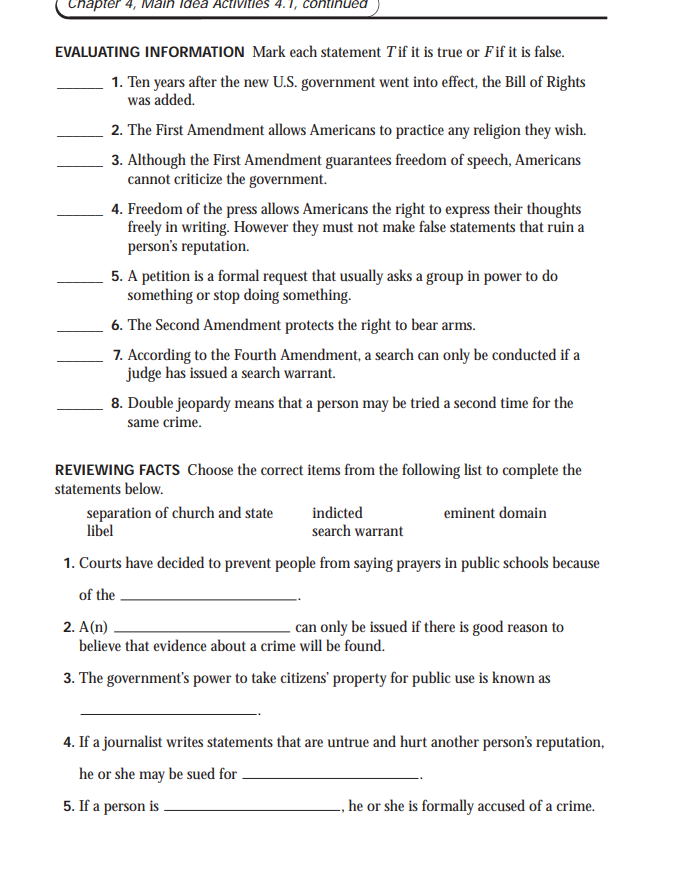 Chapter 4, Main Idea Activities 4.1, continued
EVALUATING INFORMATION Mark each statement T if it is true or F if it is false.
______ 1. Ten years after the new U.S. government went into effect, the Bill of Rights
was added.
______ 2. The First Amendment allows Americans to practice any religion they wish.
______ 3. Although the First Amendment guarantees freedom of speech, Americans
cannot criticize the government.
______ 4. Freedom of the press allows Americans the right to express their thoughts
freely in writing. However they must not make false statements that ruin a
person's reputation.
______ 5. A petition is a formal request that usually asks a group in power to do
something or stop doing something.
______ 6. The Second Amendment protects the right to bear arms.
______ 7. According to the Fourth Amendment, a search can only be conducted if a
judge has issued a search warrant.
______ 8. Double jeopardy means that a person may be tried a second time for the
same crime.
REVIEWING FACTS Choose the correct items from the following list to complete the
statements below.
separation of church and state indicted eminent domain
libel search warrant
1. Courts have decided to prevent people from saying prayers in public schools because
of the ______________________.
2. A(n) ______________________ can only be issued if there is good reason to
believe that evidence about a crime will be found.
3. The government's power to take citizens' property for public use is known as
______________________.
4. If a journalist writes statements that are untrue and hurt another person's reputation,
he or she may be sued for ______________________.
5. If a person is ______________________, he or she is formally accused of a crime.